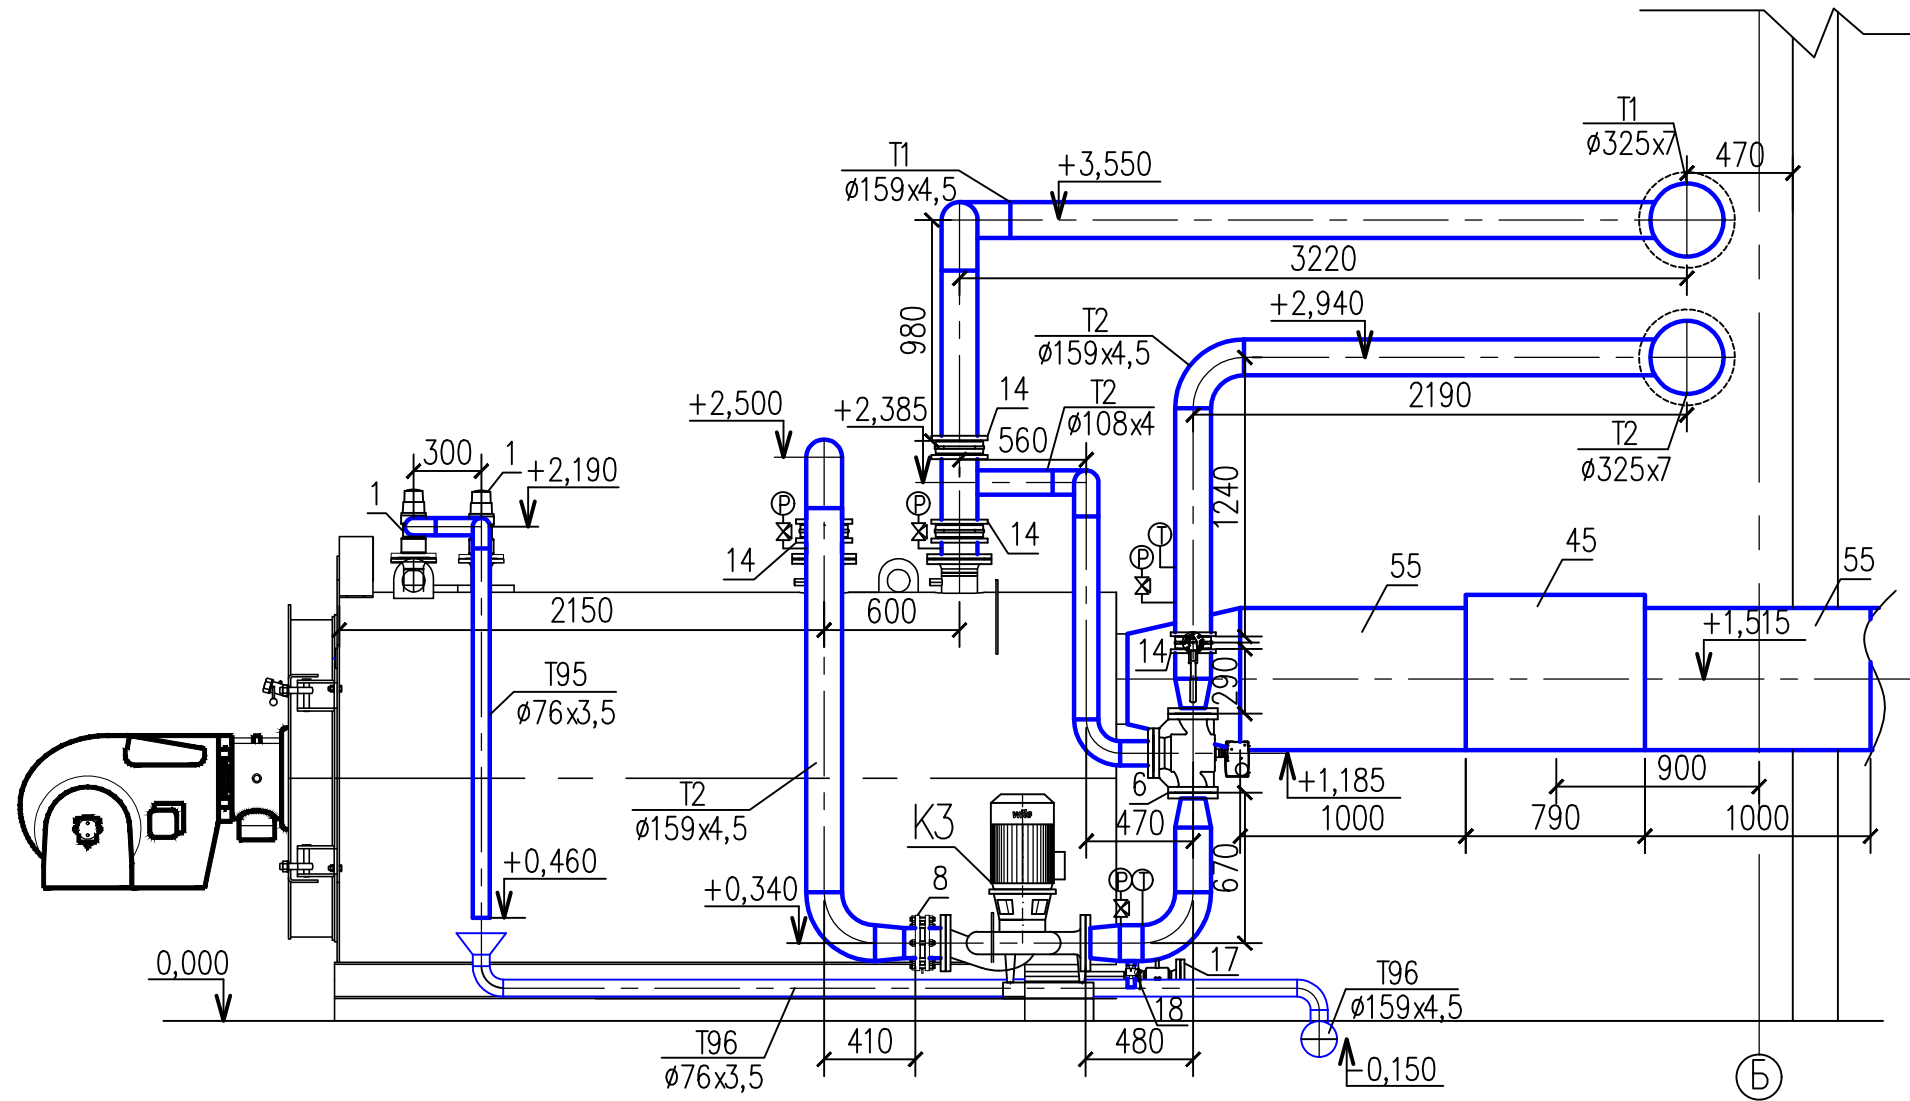 T1
ø325x7
470
T1
ø159x4,5
+3,550
3220
+2,940
T2
ø159x4,5
980
2190
T2
ø325x7
+2,500
+2,385
14
560
T2
ø108x4
300
1
+2,190
1
P
P
14
14
1240
T
P
45
55
55
2150
600
+1,515
14
290
T95
ø76x3,5
T2
ø159x4,5
6
+1,185
900
470
1000
790
1000
K3
wilo
+0,460
8
+0,340
P
T
670
0,000
17
18
T96
ø159x4,5
T96
ø76x3,5
410
480
-0,150
Б